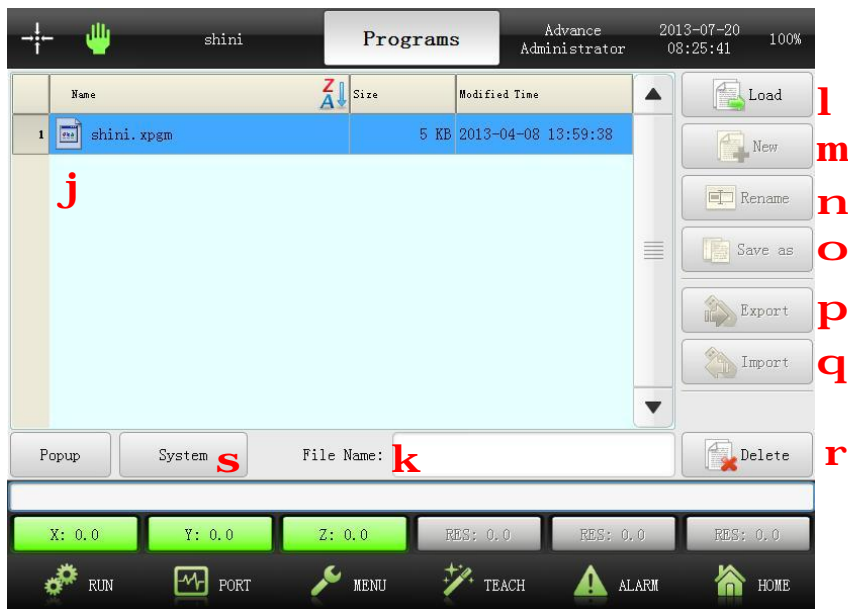 shini Programs Advance Administrator 2013-07-20 08:25:41 100%
Name Z A Size Modified Time Load l
1 shini.xpgm 5 KB 2013-04-08 13:59:38
New m
j
Rename n
Save as o
Export p
Import q
Popup System s File Name: k Delete r
X: 0.0 Y: 0.0 Z: 0.0 RES: 0.0 RES: 0.0 RES: 0.0
RUN PORT MENU TEACH ALARM HOME